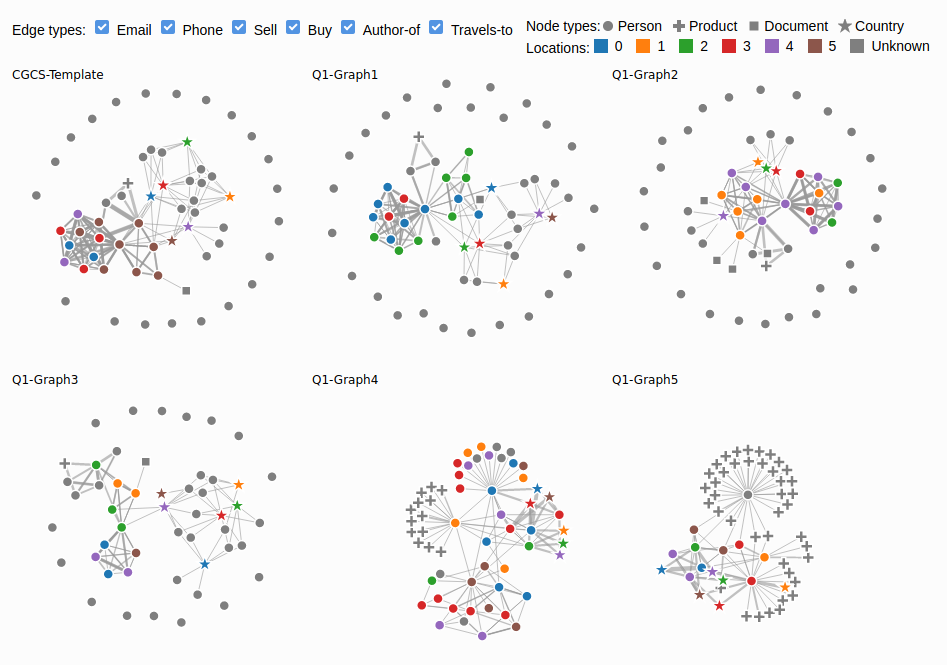 Edge types: Email Phone Sell Buy Author-of Travels-to
Node types: Person Product Document Country
Locations: 0 1 2 3 4 5 Unknown
CGCS-Template Q1-Graph1 Q1-Graph2
Q1-Graph3 Q1-Graph4 Q1-Graph5